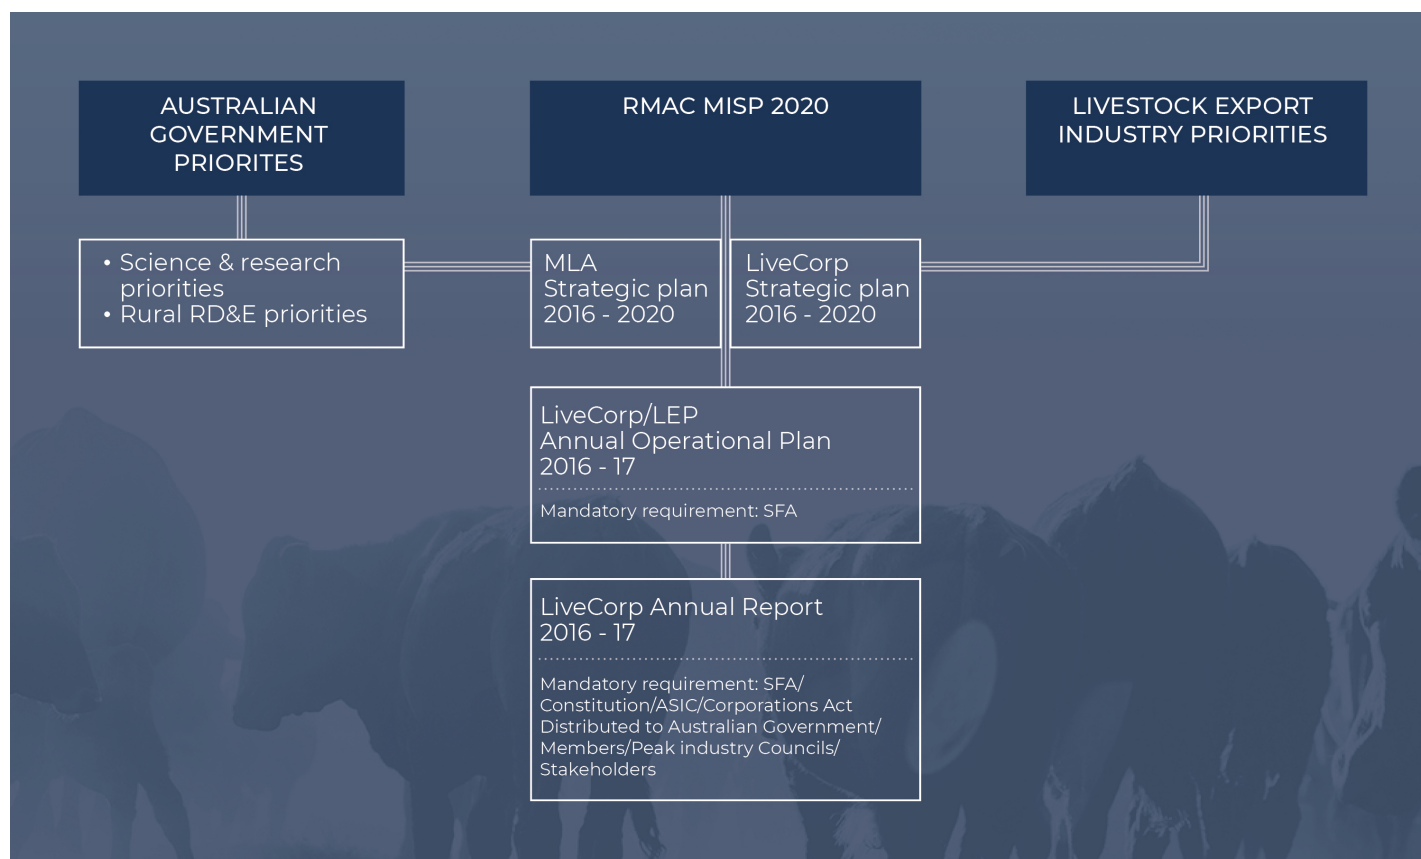 AUSTRALIAN
GOVERNMENT
PRIORITES
RMAC MISP 2020
LIVESTOCK EXPORT
INDUSTRY PRIORITIES
• Science & research
priorities
• Rural RD&E priorities
MLA
Strategic plan
2016 - 2020
LiveCorp
Strategic plan
2016 - 2020
LiveCorp/LEP
Annual Operational Plan
2016 - 17
Mandatory requirement: SFA
LiveCorp Annual Report
2016 - 17
Mandatory requirement: SFA/
Constitution/ASIC/Corporations Act
Distributed to Australian Government/
Members/Peak industry Councils/
Stakeholders